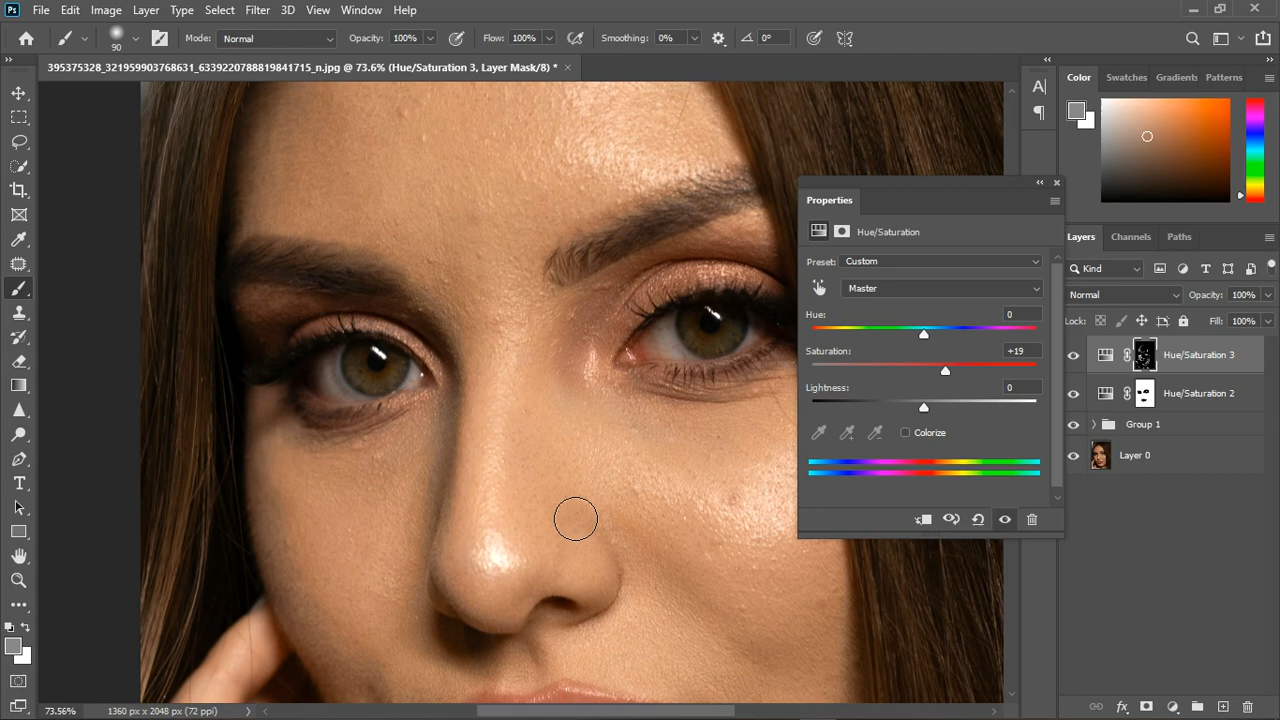 Ps File Edit Image Layer Type Select Filter 3D View Window Help
90 Mode: Normal Opacity: 100% Flow: 100% Smoothing: 0% 0°
395375328_321959903768631_6339220788819841715_n.jpg @ 73.6% (Hue/Saturation 3, Layer Mask/8) *
Color Swatches Gradients Patterns
Properties
Hue/Saturation
Preset: Custom
Master
Hue: 0
Saturation: +19
Lightness: 0
Colorize
Layers Channels Paths
Kind
Normal Opacity: 100%
Lock: Fill: 100%
Hue/Saturation 3
Hue/Saturation 2
Group 1
Layer 0
73.56% 1360 px x 2048 px (72 ppi)